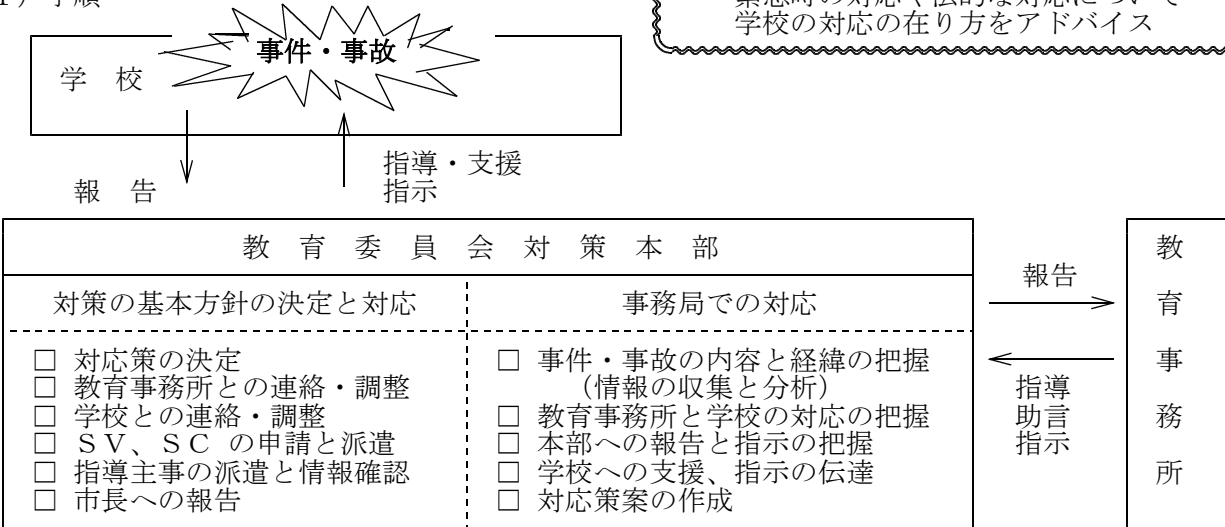 手順
学校の対応の在り方をアドバイス
事件・事故
学 校
指導・支援
報 告
指示
教 育 委 員 会 対 策 本 部
対策の基本方針の決定と対応
事務局での対応
□ 対応策の決定
□ 教育事務所との連絡・調整
□ 学校との連絡・調整
□ ＳＶ、ＳＣ の申請と派遣
□ 指導主事の派遣と情報確認
□ 市長への報告
□ 事件・事故の内容と経緯の把握
（情報の収集と分析）
□ 教育事務所と学校の対応の把握
□ 本部への報告と指示の把握
□ 学校への支援、指示の伝達
□ 対応策案の作成
報告
指導
助言
指示
教
育
事
務
所